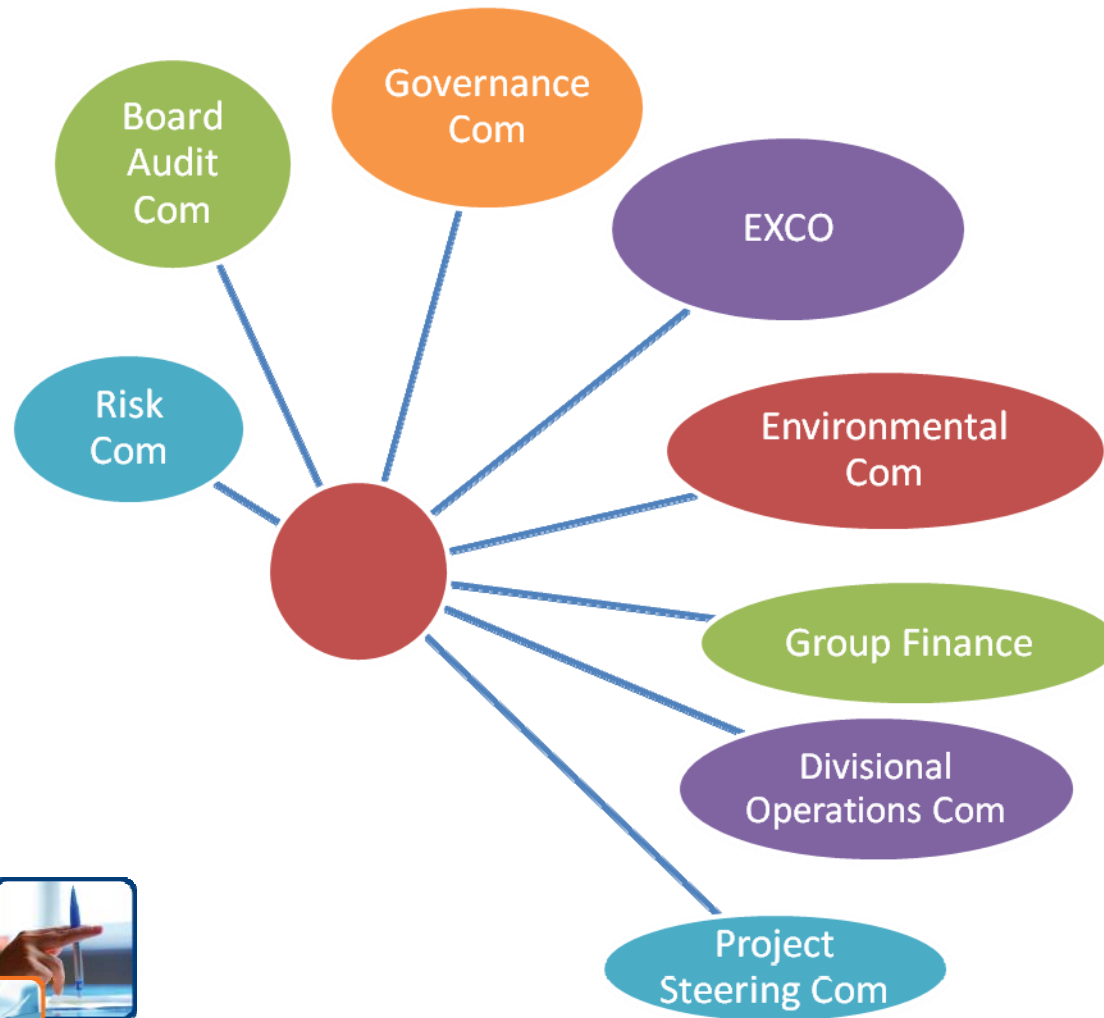 Governance
Com
Board
Audit
Com
EXCO
Risk
Com
Environmental
Com
Group Finance
Divisional
Operations Com
Project
Steering Com